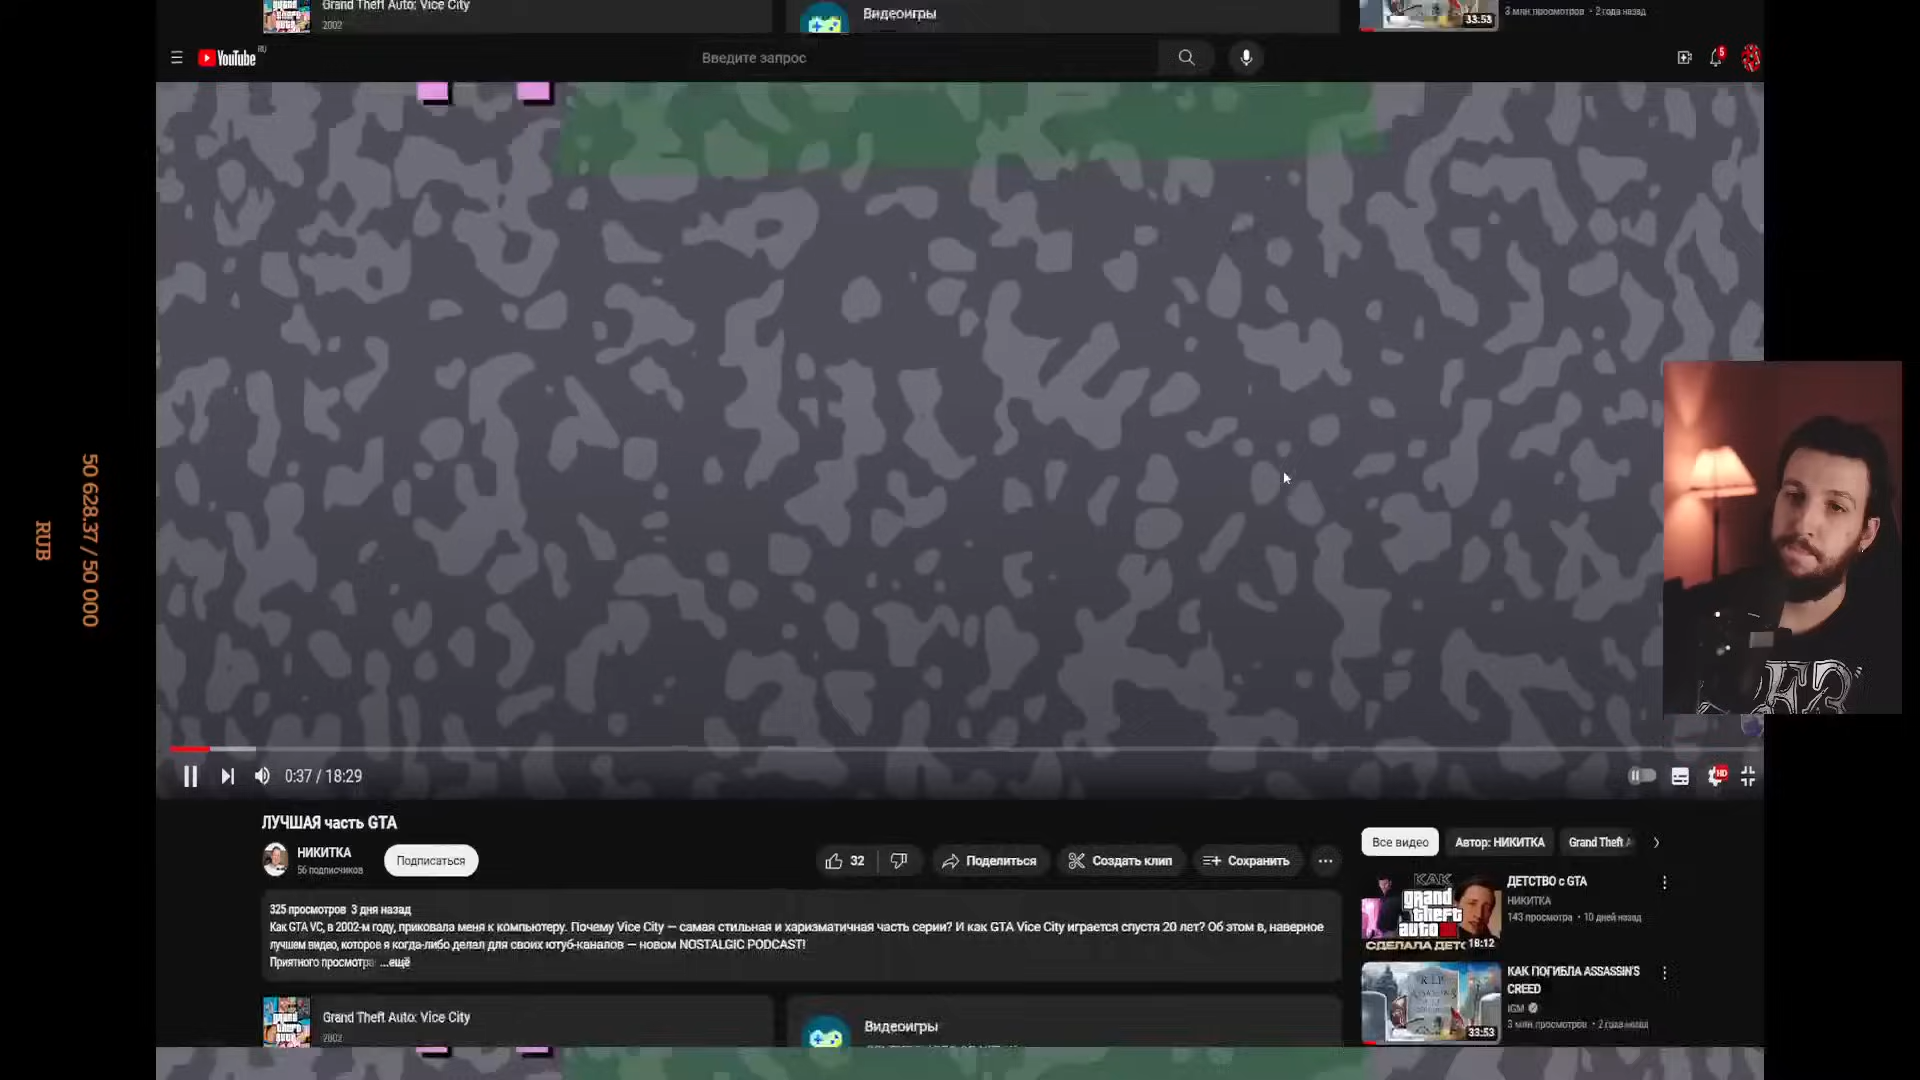 Grand Theft Auto: Vice City
2002
Видеоигры
33:53
3 млн просмотров • 2 года назад
YouTube RU
Введите запрос
5
50 628.37 / 50 000
RUB
0:37 / 18:29
HD
ЛУЧШАЯ часть GTA
НИКИТКА
56 подписчиков
Подписаться
32
Поделиться
Создать клип
Сохранить
325 просмотров 3 дня назад
Как GTA VC, в 2002-м году, приковала меня к компьютеру. Почему Vice City — самая стильная и харизматичная часть серии? И как GTA Vice City играется спустя 20 лет? Об этом в, наверное
лучшем видео, которое я когда-либо делал для своих ютуб-каналов — новом NOSTALGIC PODCAST!
Приятного просмотра ...ещё
Все видео
Автор: НИКИТКА
Grand Theft A
КАК
grand
theft
auto
СДЕЛАЛА ДЕТС
18:12
ДЕТСТВО с GTA
НИКИТКА
143 просмотра • 10 дней назад
R.I.P
33:53
КАК ПОГИБЛА ASSASSIN'S
CREED
IGM
3 млн просмотров • 2 года назад
Grand Theft Auto: Vice City
2002
Видеоигры